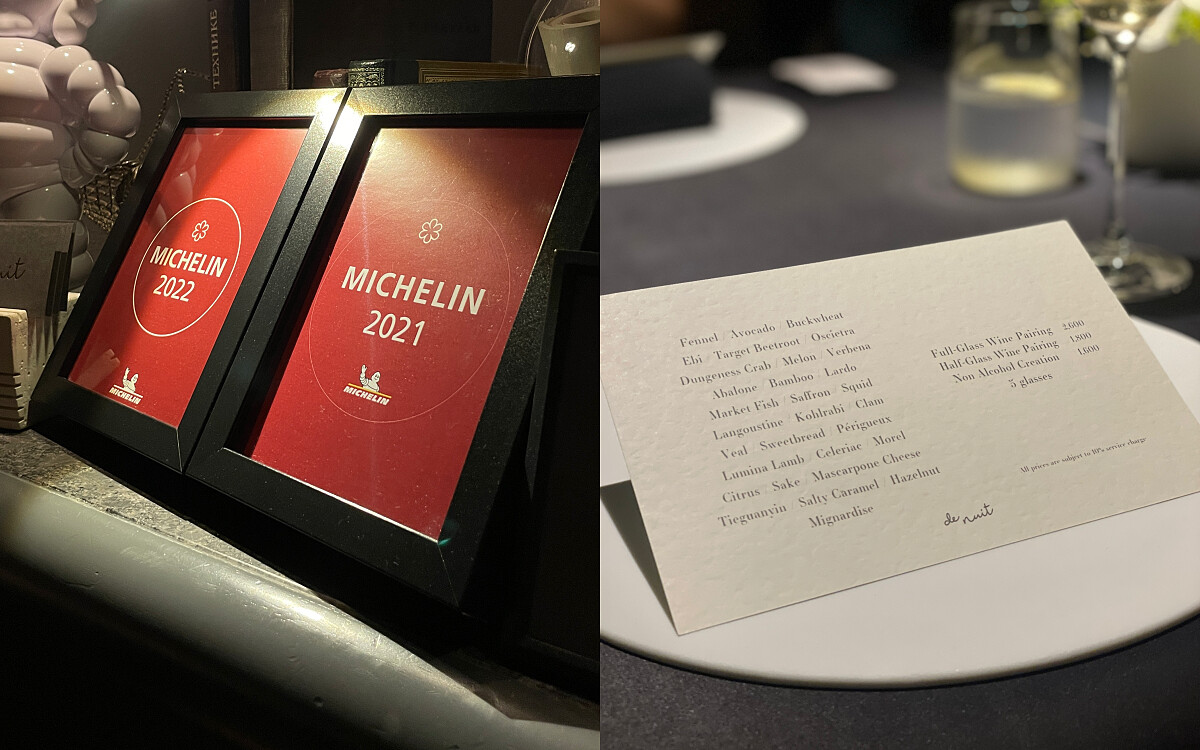 ТЕХНИКЕ
MICHELIN
2022
MICHELIN
MICHELIN
2021
MICHELIN
nuit
Fennel / Avocado / Buckwheat
Ebi / Target Beetroot / Oscietra
Dungeness Crab / Melon / Verbena
Abalone / Bamboo / Lardo
Market Fish / Saffron / Squid
Langoustine / Kohlrabi / Clam
Veal / Sweetbread / Périgueux
Lumina Lamb / Celeriac / Morel
Citrus / Sake / Mascarpone Cheese
Tieguanyin / Salty Caramel / Hazelnut
Mignardise
Full-Glass Wine Pairing 2,600
Half-Glass Wine Pairing 1,800
Non Alcohol Creation 1,600
5 glasses
All prices are subject to 10% service charge
de nuit